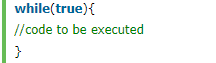 while(true){
//code to be executed
}